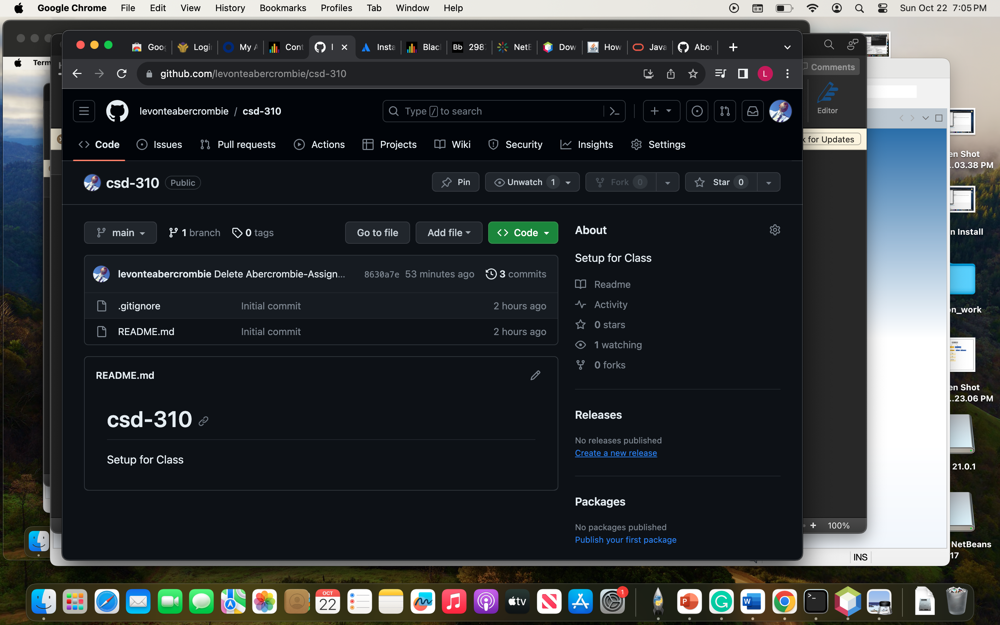 Google Chrome File Edit View History Bookmarks Profiles Tab Window Help Sun Oct 22 7:05 PM
Goog Login My A Cont I Insta Blac Bb 298 NetB Dow How Java Abou
Term
github.com/levonteabercrombie/csd-310 L
Comments
levonteabercrombie / csd-310 Type / to search
Editor
Code Issues Pull requests Actions Projects Wiki Security Insights Settings
k for Updates
csd-310 Public Pin Unwatch 1 Fork 0 Star 0
en Shot
..03.38 PM
main 1 branch 0 tags Go to file Add file Code
n Install
levonteabercrombie Delete Abercrombie-Assign... 8630a7e 53 minutes ago 3 commits
.gitignore Initial commit 2 hours ago
README.md Initial commit 2 hours ago
README.md
csd-310
Setup for Class
About
Setup for Class
Readme
Activity
0 stars
1 watching
0 forks
Releases
No releases published
Create a new release
Packages
No packages published
Publish your first package
n_work
en Shot
..23.06 PM
21.0.1
100%
NetBeans
17
INS
OCT
22
tv
1
P
W
>_